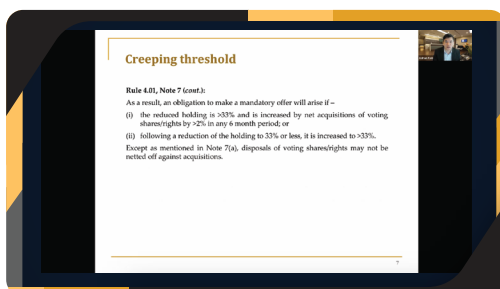 Creeping threshold
Rule 4.01, Note 7 (cont.):
As a result, an obligation to make a mandatory offer will arise if –
(i) the reduced holding is >33% and is increased by net acquisitions of voting
shares/rights by >2% in any 6 month period; or
(ii) following a reduction of the holding to 33% or less, it is increased to >33%.
Except as mentioned in Note 7(a), disposals of voting shares/rights may not be
netted off against acquisitions.
7